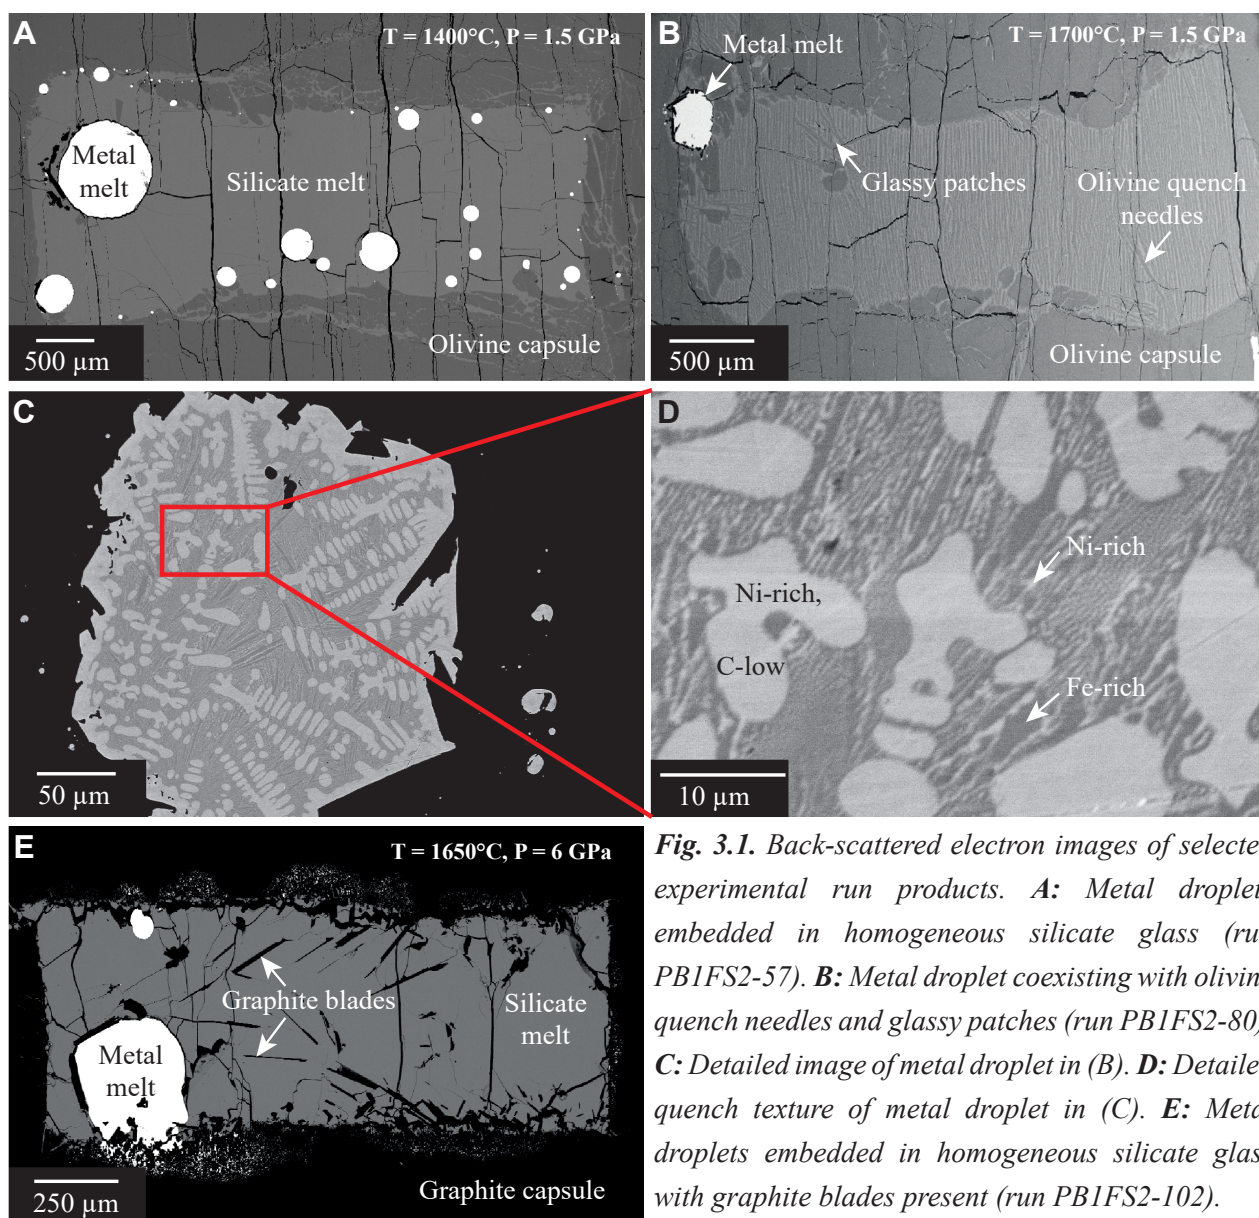 A
T = 1400°C, P = 1.5 GPa
Metal
melt
Silicate melt
Olivine capsule
500 µm
B
T = 1700°C, P = 1.5 GPa
Metal melt
Glassy patches
Olivine quench
needles
Olivine capsule
500 µm
C
50 µm
D
Ni-rich
Ni-rich,
C-low
Fe-rich
10 µm
E
T = 1650°C, P = 6 GPa
Graphite blades
Silicate
melt
Metal
melt
Graphite capsule
250 µm
Fig. 3.1. Back-scattered electron images of selecte
experimental run products. A: Metal droplet
embedded in homogeneous silicate glass (ru
PB1FS2-57). B: Metal droplet coexisting with olivin
quench needles and glassy patches (run PB1FS2-80)
C: Detailed image of metal droplet in (B). D: Detaile
quench texture of metal droplet in (C). E: Meta
droplets embedded in homogeneous silicate glas
with graphite blades present (run PB1FS2-102).